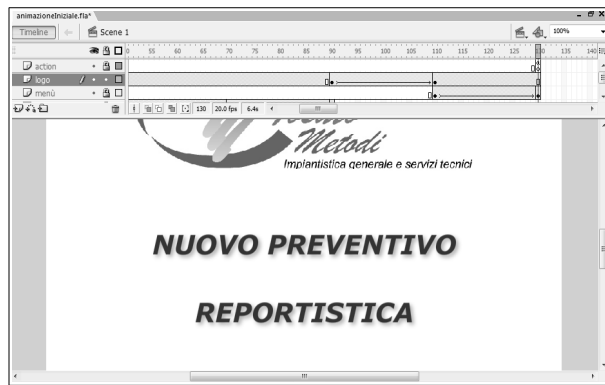 animazioneIniziale.fla*
Timeline Scene 1 100%
50 55 60 65 70 75 80 85 90 95 100 105 110 115 120 125 130 135 140
action
logo
menù
130 20.0 fps 6.4s
Metodi
Implantistica generale e servizi tecnici
NUOVO PREVENTIVO
REPORTISTICA